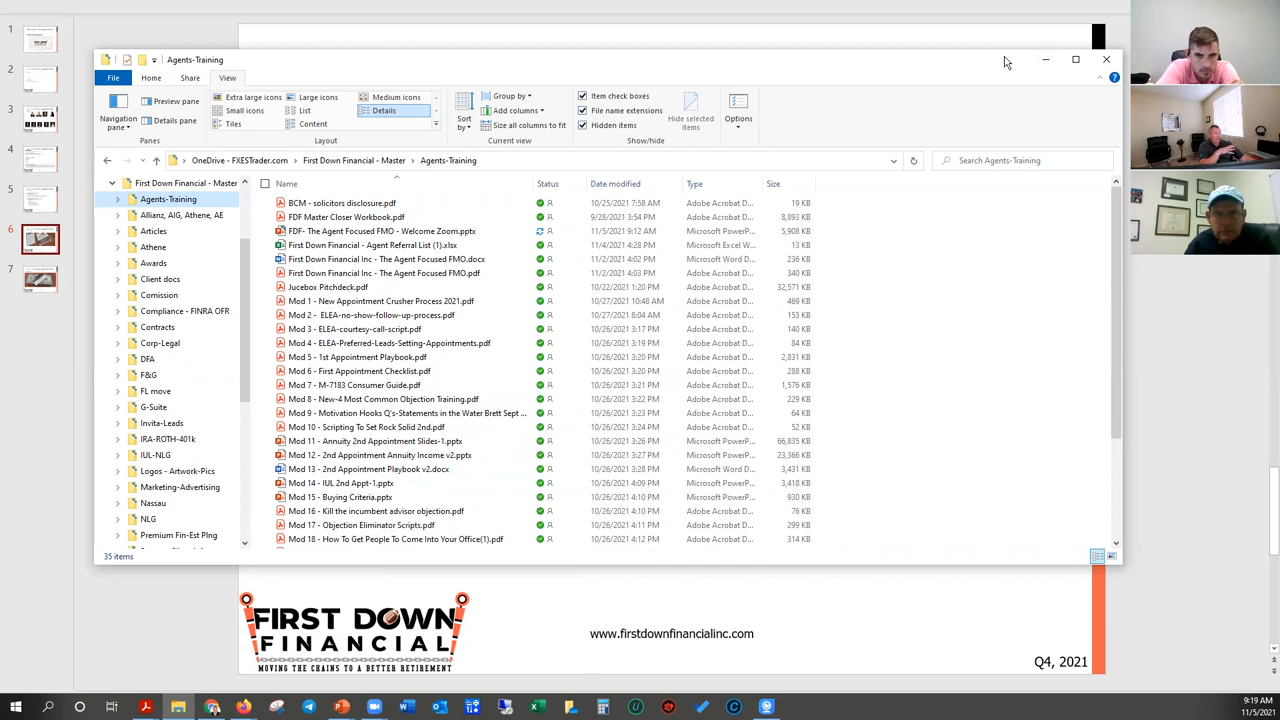 1
2
3
4
5
6
7
Agents-Training
File
Home
Share
View
Navigation pane
Preview pane
Details pane
Panes
Extra large icons
Large icons
Medium icons
Small icons
List
Details
Tiles
Content
Layout
Sort by
Group by
Add columns
Size all columns to fit
Current view
Item check boxes
File name extensions
Hidden items
Hide selected items
Show/hide
Options
OneDrive - FXESTrader.com > First Down Financial - Master > Agents-Training
Search Agents-Training
First Down Financial - Master
Agents-Training
Allianz, AIG, Athene, AE
Articles
Athene
Awards
Client docs
Comission
Compliance - FINRA OFR
Contracts
Corp-Legal
DFA
F&G
FL move
G-Suite
Invita-Leads
IRA-ROTH-401k
IUL-NLG
Logos - Artwork-Pics
Marketing-Advertising
Nassau
NLG
Premium Fin-Est Plng
Name Status Date modified Type Size
BCM - solicitors disclosure.pdf 10/25/2021 7:58 AM Adobe Acrobat D... 19 KB
FDF Master Closer Workbook.pdf 9/28/2021 3:54 PM Adobe Acrobat D... 8,893 KB
FDF- The Agent Focused FMO - Welcome Zoom.pptx 11/5/2021 9:12 AM Microsoft PowerP... 5,908 KB
First Down Financial - Agent Referral List (1).xlsx 11/4/2021 4:28 PM Microsoft Excel W... 13 KB
First Down Financial Inc - The Agent Focused FMO.docx 11/2/2021 4:02 PM Microsoft Word D... 236 KB
First Down Financial Inc - The Agent Focused FMO.pdf 11/2/2021 4:03 PM Adobe Acrobat D... 340 KB
Jucebox Pitchdeck.pdf 10/22/2021 1:20 PM Adobe Acrobat D... 32,571 KB
Mod 1 - New Appointment Crusher Process 2021.pdf 10/27/2021 10:48 AM Adobe Acrobat D... 469 KB
Mod 2 - ELEA-no-show-follow-up-process.pdf 10/27/2021 8:04 AM Adobe Acrobat D... 153 KB
Mod 3 - ELEA-courtesy-call-script.pdf 10/26/2021 3:17 PM Adobe Acrobat D... 140 KB
Mod 4 - ELEA-Preferred-Leads-Setting-Appointments.pdf 10/26/2021 3:19 PM Adobe Acrobat D... 84 KB
Mod 5 - 1st Appointment Playbook.pdf 10/26/2021 3:20 PM Adobe Acrobat D... 2,831 KB
Mod 6 - First Appointment Checklist.pdf 10/26/2021 3:20 PM Adobe Acrobat D... 288 KB
Mod 7 - M-7183 Consumer Guide.pdf 10/26/2021 3:21 PM Adobe Acrobat D... 1,576 KB
Mod 8 - New-4 Most Common Objection Training.pdf 10/26/2021 3:22 PM Adobe Acrobat D... 229 KB
Mod 9 - Motivation Hooks Q's-Statements in the Water Brett Sept ... 10/26/2021 3:23 PM Adobe Acrobat D... 64 KB
Mod 10 - Scripting To Set Rock Solid 2nd.pdf 10/26/2021 3:24 PM Adobe Acrobat D... 52 KB
Mod 11 - Annuity 2nd Appointment Slides-1.pptx 10/26/2021 3:26 PM Microsoft PowerP... 66,835 KB
Mod 12 - 2nd Appointment Annuity Income v2.pptx 10/26/2021 3:27 PM Microsoft PowerP... 23,366 KB
Mod 13 - 2nd Appointment Playbook v2.docx 10/26/2021 3:28 PM Microsoft Word D... 3,431 KB
Mod 14 - IUL 2nd Appt-1.pptx 10/26/2021 4:09 PM Microsoft PowerP... 3,418 KB
Mod 15 - Buying Criteria.pptx 10/26/2021 4:10 PM Microsoft PowerP... 930 KB
Mod 16 - Kill the incumbent advisor objection.pdf 10/26/2021 4:10 PM Adobe Acrobat D... 76 KB
Mod 17 - Objection Eliminator Scripts.pdf 10/26/2021 4:11 PM Adobe Acrobat D... 299 KB
Mod 18 - How To Get People To Come Into Your Office(1).pdf 10/26/2021 4:12 PM Adobe Acrobat D... 314 KB
35 items
FIRST DOWN
FINANCIAL
MOVING THE CHAINS TO A BETTER RETIREMENT
www.firstdownfinancialinc.com
Q4, 2021
9:19 AM
11/5/2021